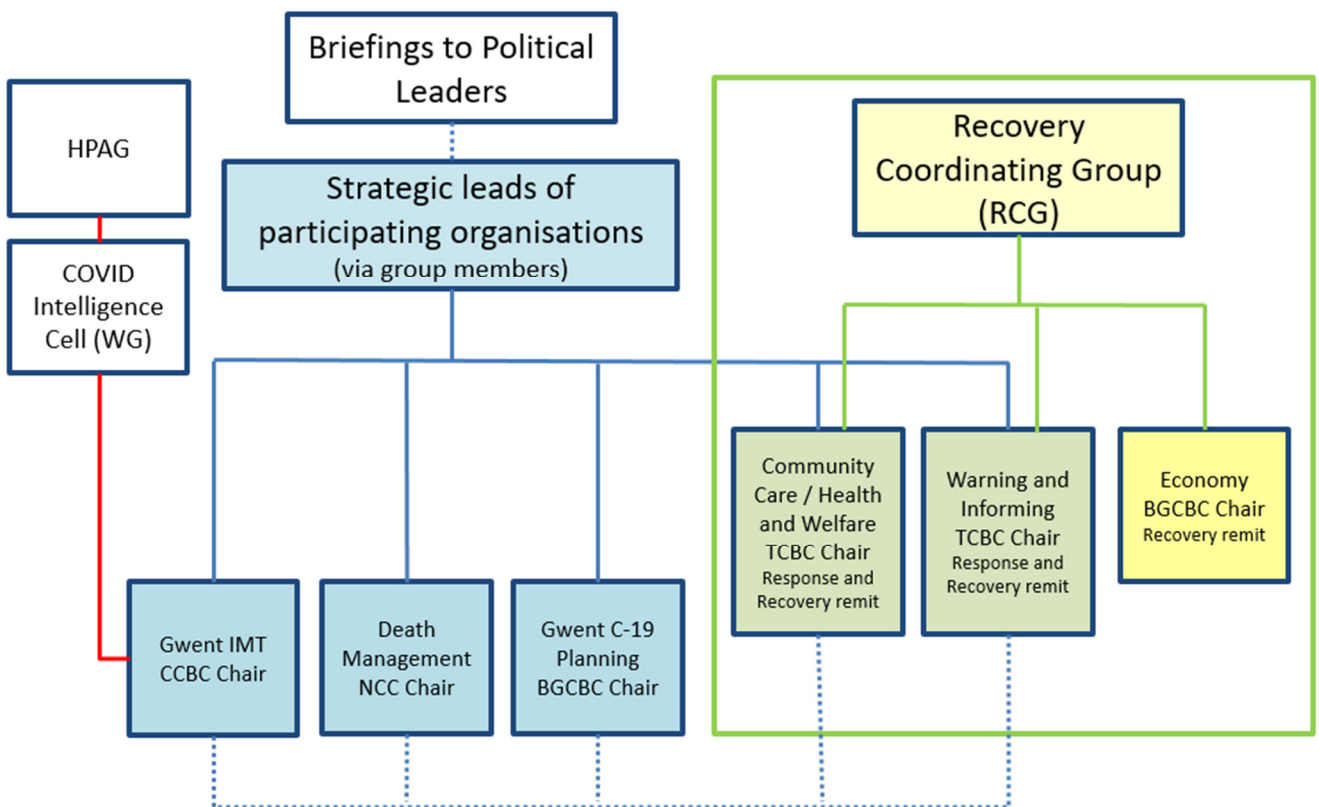 Briefings to Political
Leaders
HPAG
COVID
Intelligence
Cell (WG)
Strategic leads of
participating organisations
(via group members)
Recovery
Coordinating Group
(RCG)
Gwent IMT
CCBC Chair
Death
Management
NCC Chair
Gwent C-19
Planning
BGCBC Chair
Community
Care / Health
and Welfare
TCBC Chair
Response and
Recovery remit
Warning and
Informing
TCBC Chair
Response and
Recovery remit
Economy
BGCBC Chair
Recovery remit